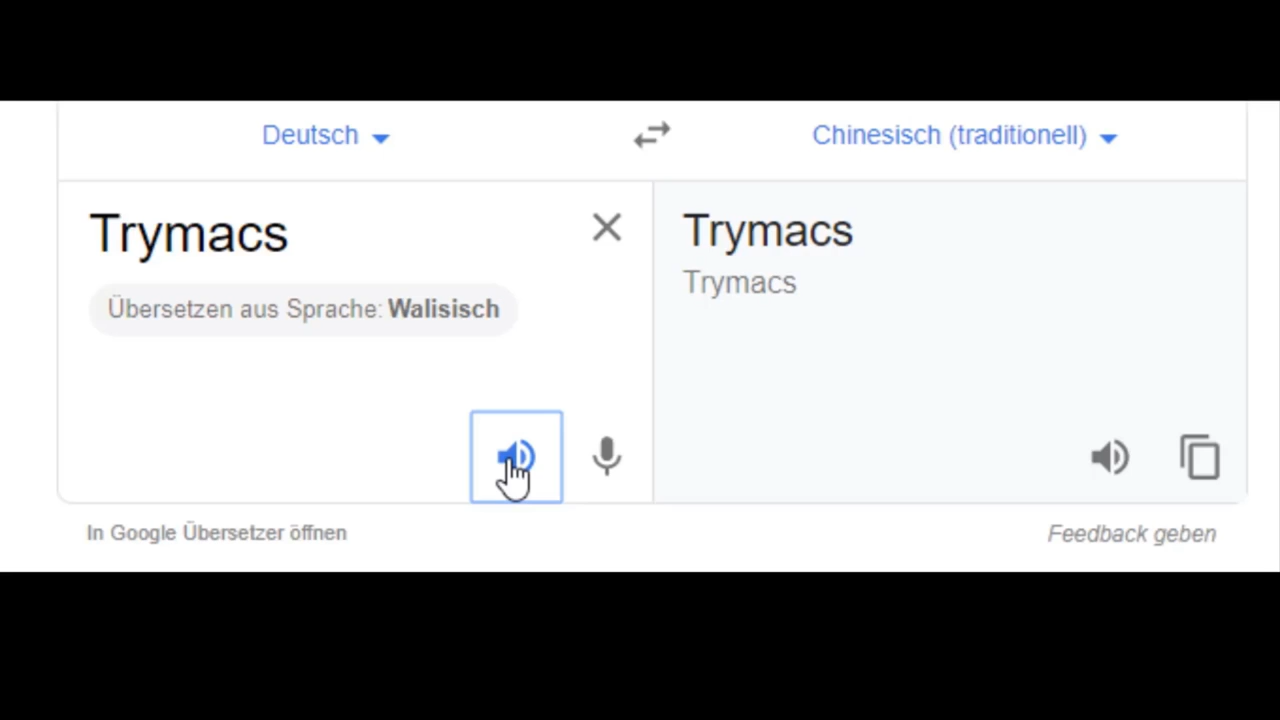 Deutsch
Chinesisch (traditionell)
Trymacs
Übersetzen aus Sprache: Walisisch
Trymacs
Trymacs
In Google Übersetzer öffnen
Feedback geben